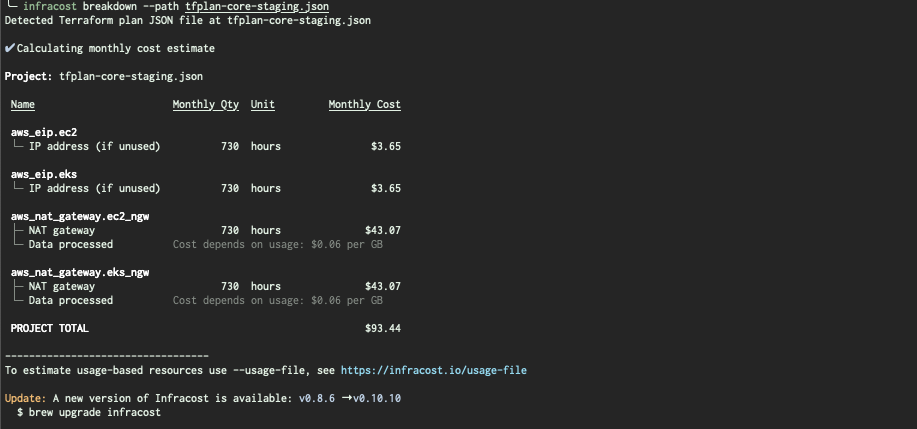 infracost breakdown --path tfplan-core-staging.json
Detected Terraform plan JSON file at tfplan-core-staging.json
✔ Calculating monthly cost estimate
Project: tfplan-core-staging.json
Name Monthly Qty Unit Monthly Cost
aws_eip.ec2
└─ IP address (if unused) 730 hours $3.65
aws_eip.eks
└─ IP address (if unused) 730 hours $3.65
aws_nat_gateway.ec2_ngw
├─ NAT gateway 730 hours $43.07
└─ Data processed Cost depends on usage: $0.06 per GB
aws_nat_gateway.eks_ngw
├─ NAT gateway 730 hours $43.07
└─ Data processed Cost depends on usage: $0.06 per GB
PROJECT TOTAL $93.44
----------------------------------
To estimate usage-based resources use --usage-file, see https://infracost.io/usage-file
Update: A new version of Infracost is available: v0.8.6 → v0.10.10
$ brew upgrade infracost